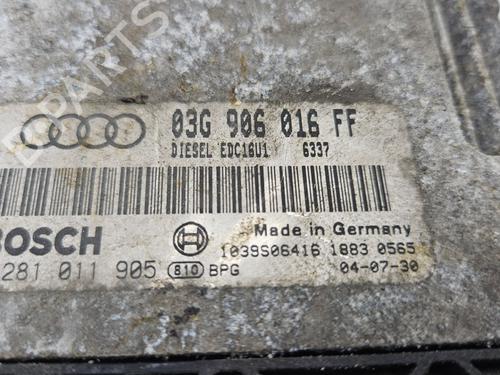 03G 906 016 FF
DIESEL EDC16U1 6337
BOSCH
Made in Germany
1039S06416 1883 0565
281 011 905 810 BPG
04-07-30